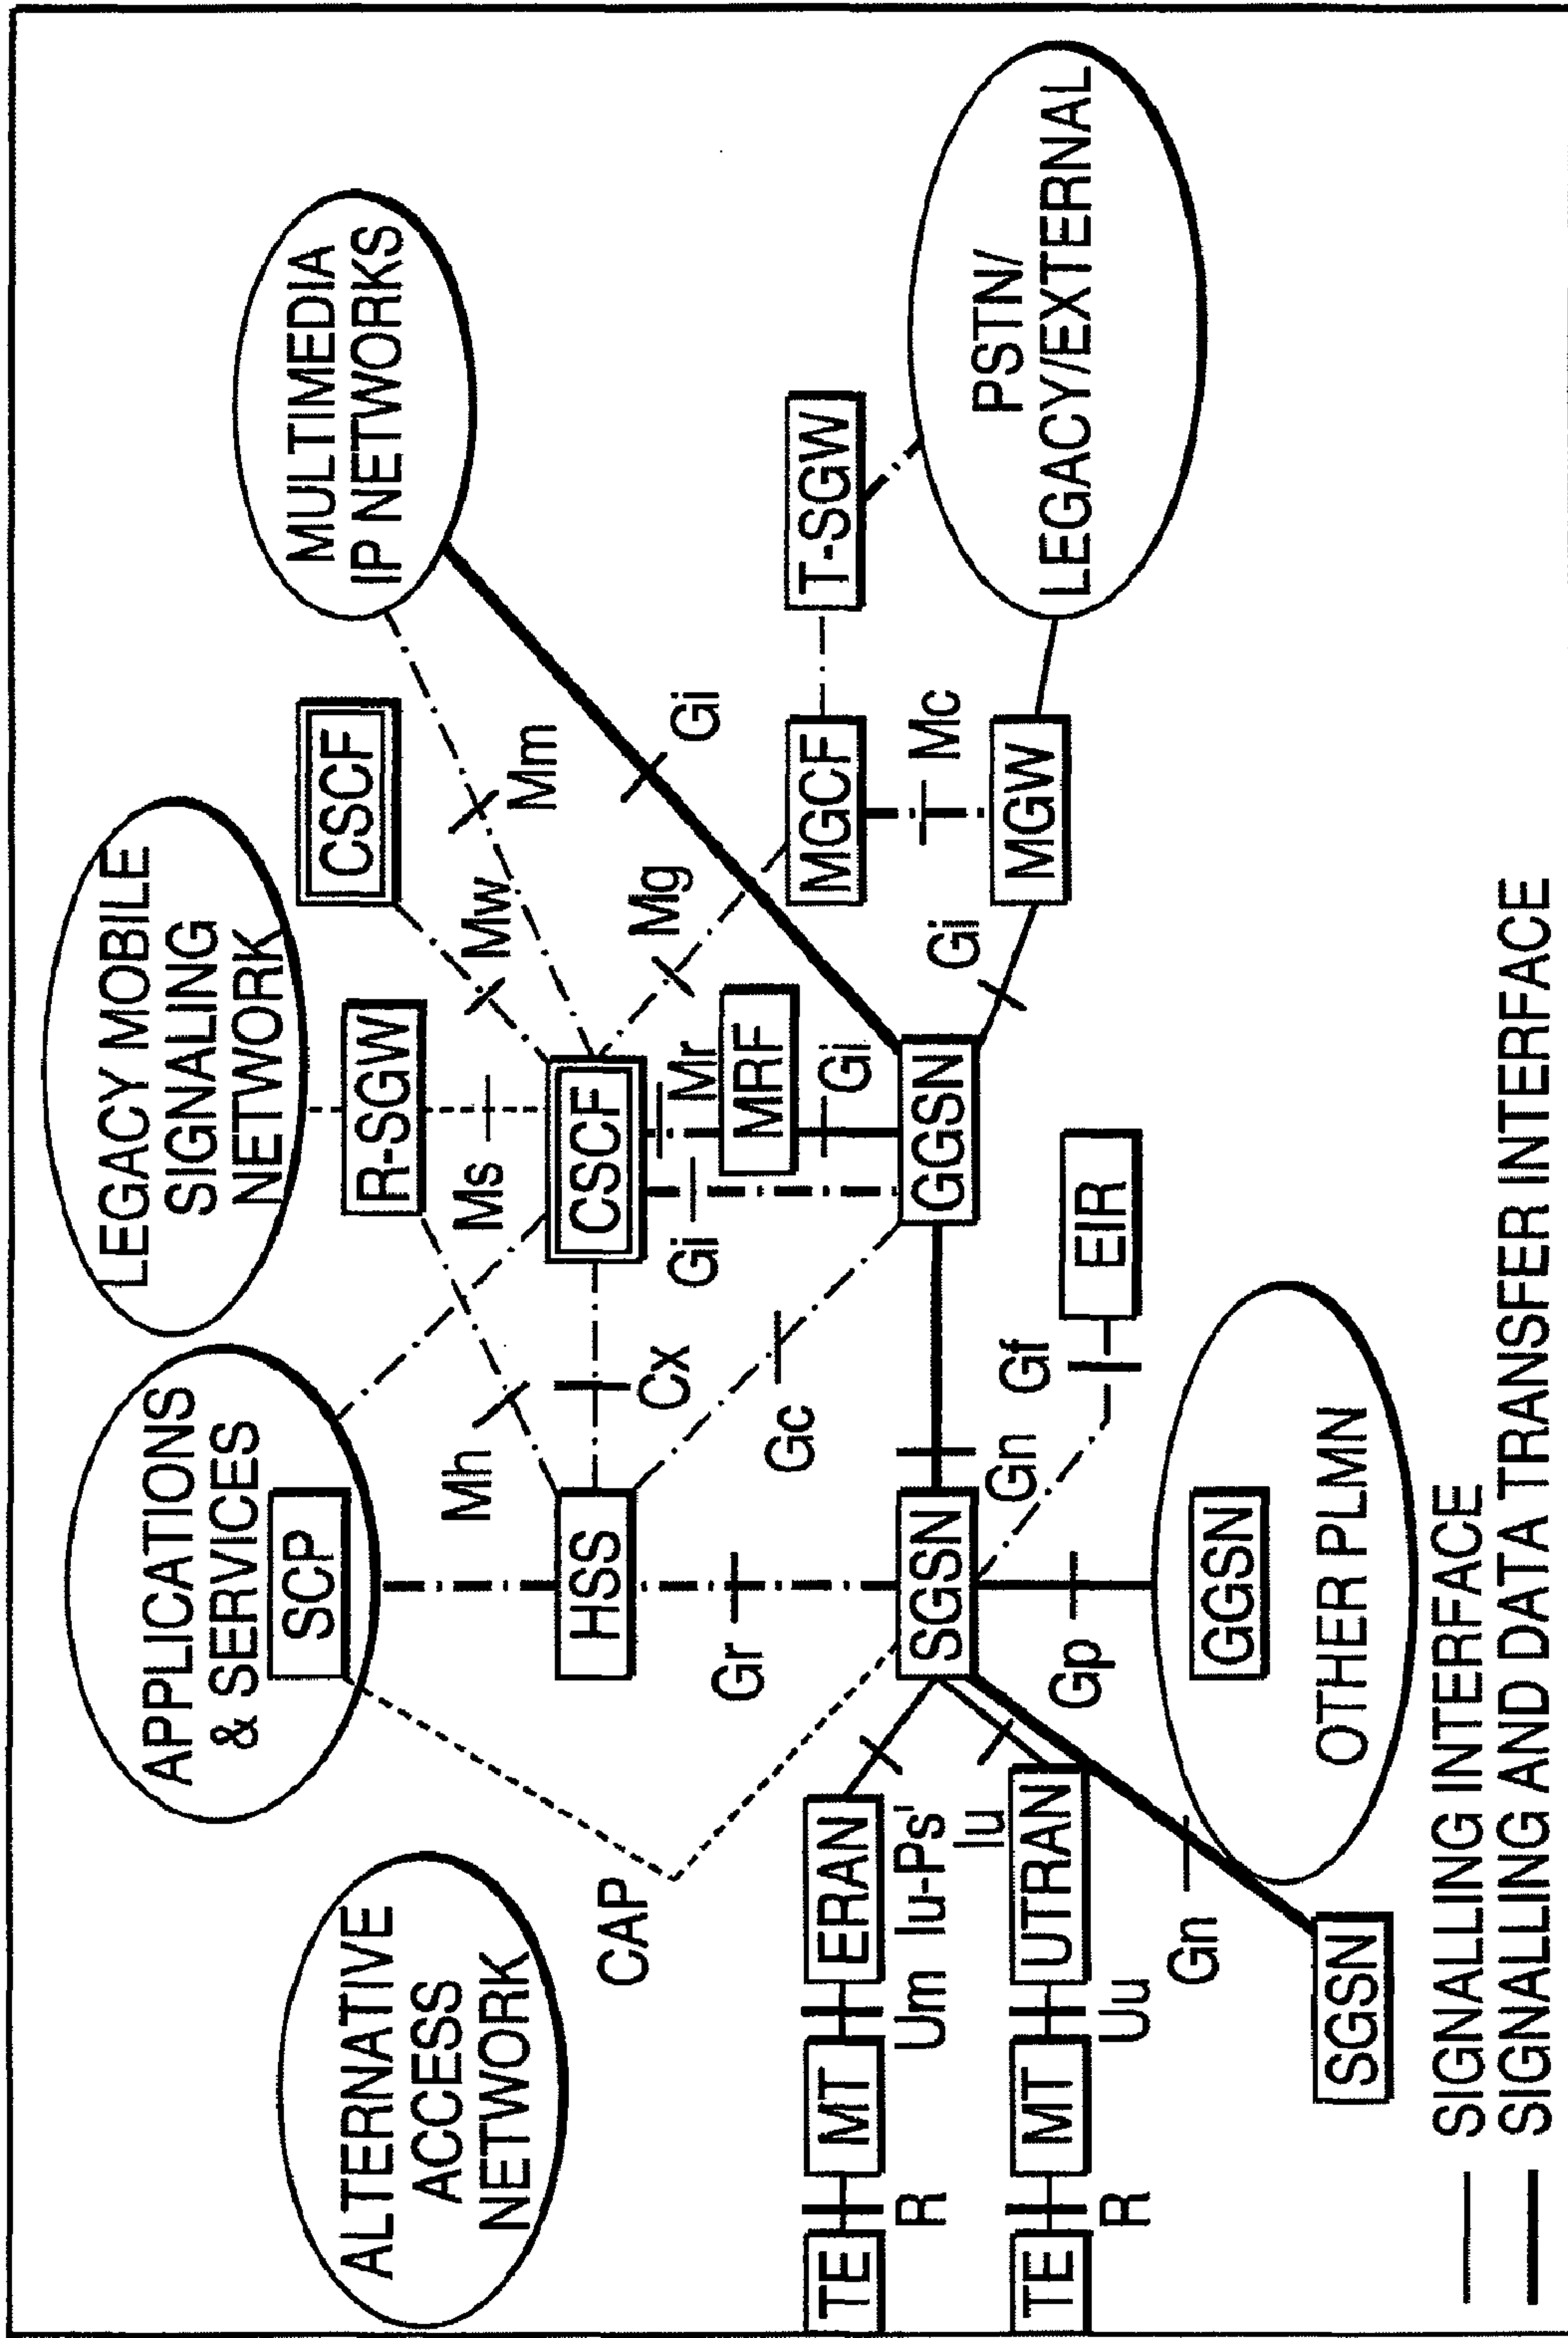 ALTERNATIVE
ACCESS
NETWORK
APPLICATIONS
& SERVICES
SCP
LEGACY MOBILE
SIGNALING
NETWORK
R-SGW
CSCF
MULTIMEDIA
IP NETWORKS
Mh
Ms
Mw
Mm
CAP
HSS
Cx
CSCF
Gi
Mr
Mg
Gi
Gr
Gc
MRF
Gi
TE
R
MT
Um
ERAN
Iu-Ps'
Iu
SGSN
Gn
GGSN
Gi
MGCF
Mc
T-SGW
TE
R
MT
Uu
UTRAN
Gp
Gf
EIR
MGW
PSTN/
LEGACY/EXTERNAL
Gn
SGSN
GGSN
OTHER PLMN
SIGNALLING INTERFACE
SIGNALLING AND DATA TRANSFER INTERFACE